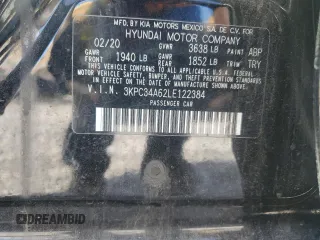 MFD.BY KIA MOTORS MEXICO S.A. DE C.V. FOR
HYUNDAI MOTOR COMPANY
02/20 GVWR 3638 LB PAINT ABP
GAWR FRONT 1940 LB GAWR REAR 1852 LB TRIM TRY
THIS VEHICLE CONFORMS TO ALL APPLICABLE
FEDERAL MOTOR VEHICLE SAFETY, BUMPER, AND THEFT PREVENTION
STANDARDS IN EFFECT ON THE DATE OF MANUFACTURE SHOWN ABOVE.
V.I.N. 3KPC34A62LE122384
PASSENGER CAR
DREAMBID